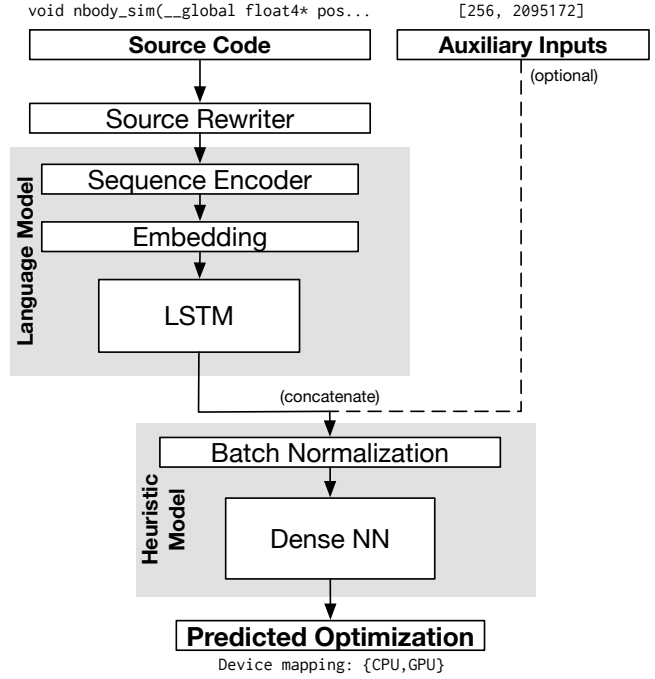 void nbody_sim(__global float4* pos...
[256, 2095172]
Source Code
Auxiliary Inputs
(optional)
Source Rewriter
Language Model
Sequence Encoder
Embedding
LSTM
(concatenate)
Heuristic
Model
Batch Normalization
Dense NN
Predicted Optimization
Device mapping: {CPU,GPU}